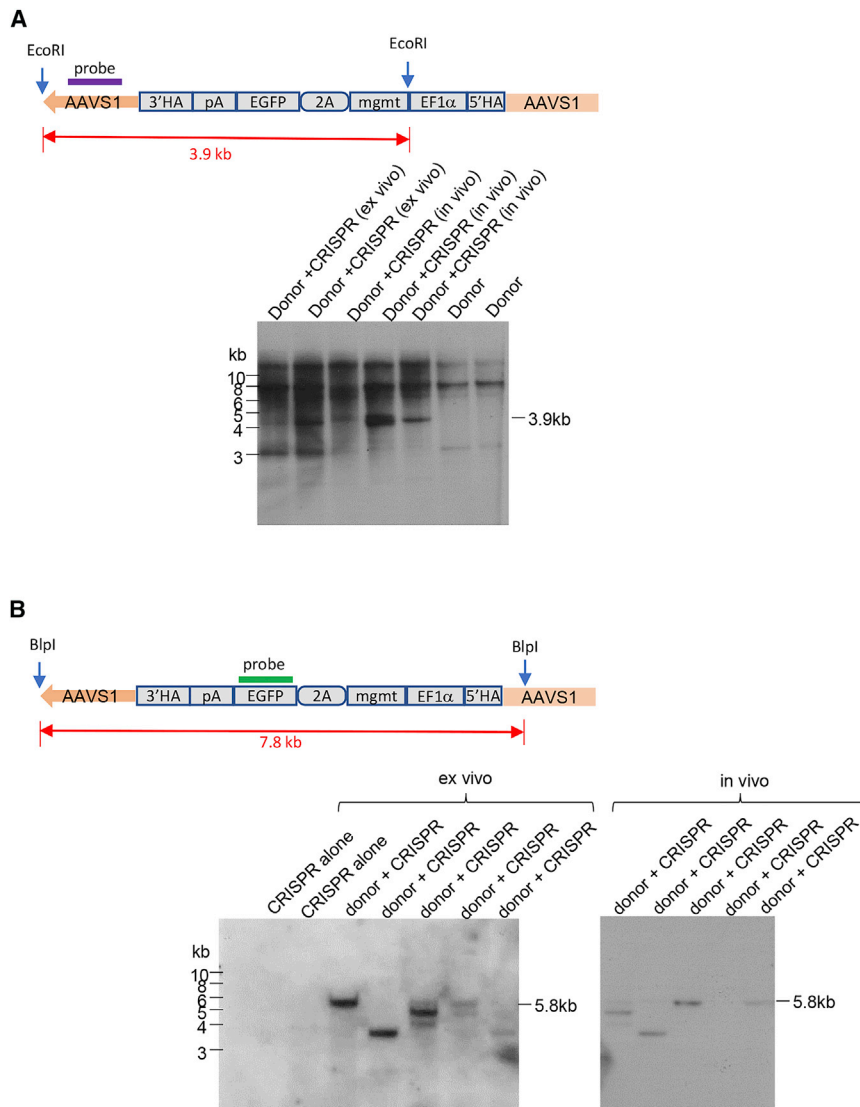 A
EcoRI
EcoRI
probe
AAVS1 3'HA pA EGFP 2A mgmt EF1α 5'HA AAVS1
3.9 kb
Donor +CRISPR (ex vivo)
Donor +CRISPR (ex vivo)
Donor +CRISPR (in vivo)
Donor +CRISPR (in vivo)
Donor +CRISPR (in vivo)
Donor
Donor
kb
10
8
6
5
4
3
3.9kb
B
BlpI
BlpI
probe
AAVS1 3'HA pA EGFP 2A mgmt EF1α 5'HA AAVS1
7.8 kb
ex vivo
in vivo
CRISPR alone
CRISPR alone
donor + CRISPR
donor + CRISPR
donor + CRISPR
donor + CRISPR
donor + CRISPR
donor + CRISPR
donor + CRISPR
donor + CRISPR
donor + CRISPR
donor + CRISPR
kb
10
8
6
5
4
3
5.8kb
5.8kb